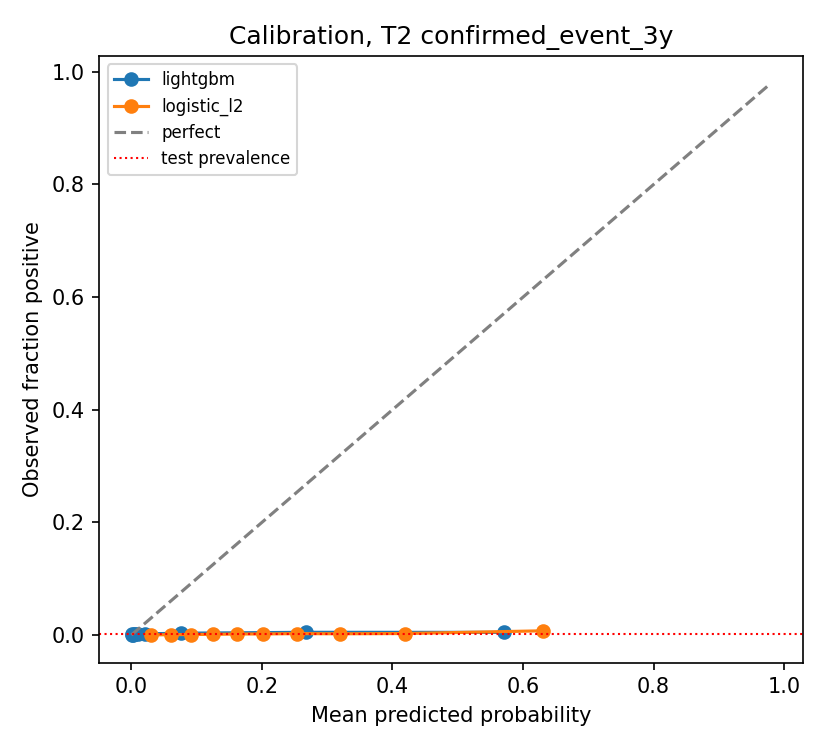 Calibration, T2 confirmed_event_3y
lightgbm
logistic_l2
perfect
test prevalence
Observed fraction positive
1.0
0.8
0.6
0.4
0.2
0.0
0.0 0.2 0.4 0.6 0.8 1.0
Mean predicted probability